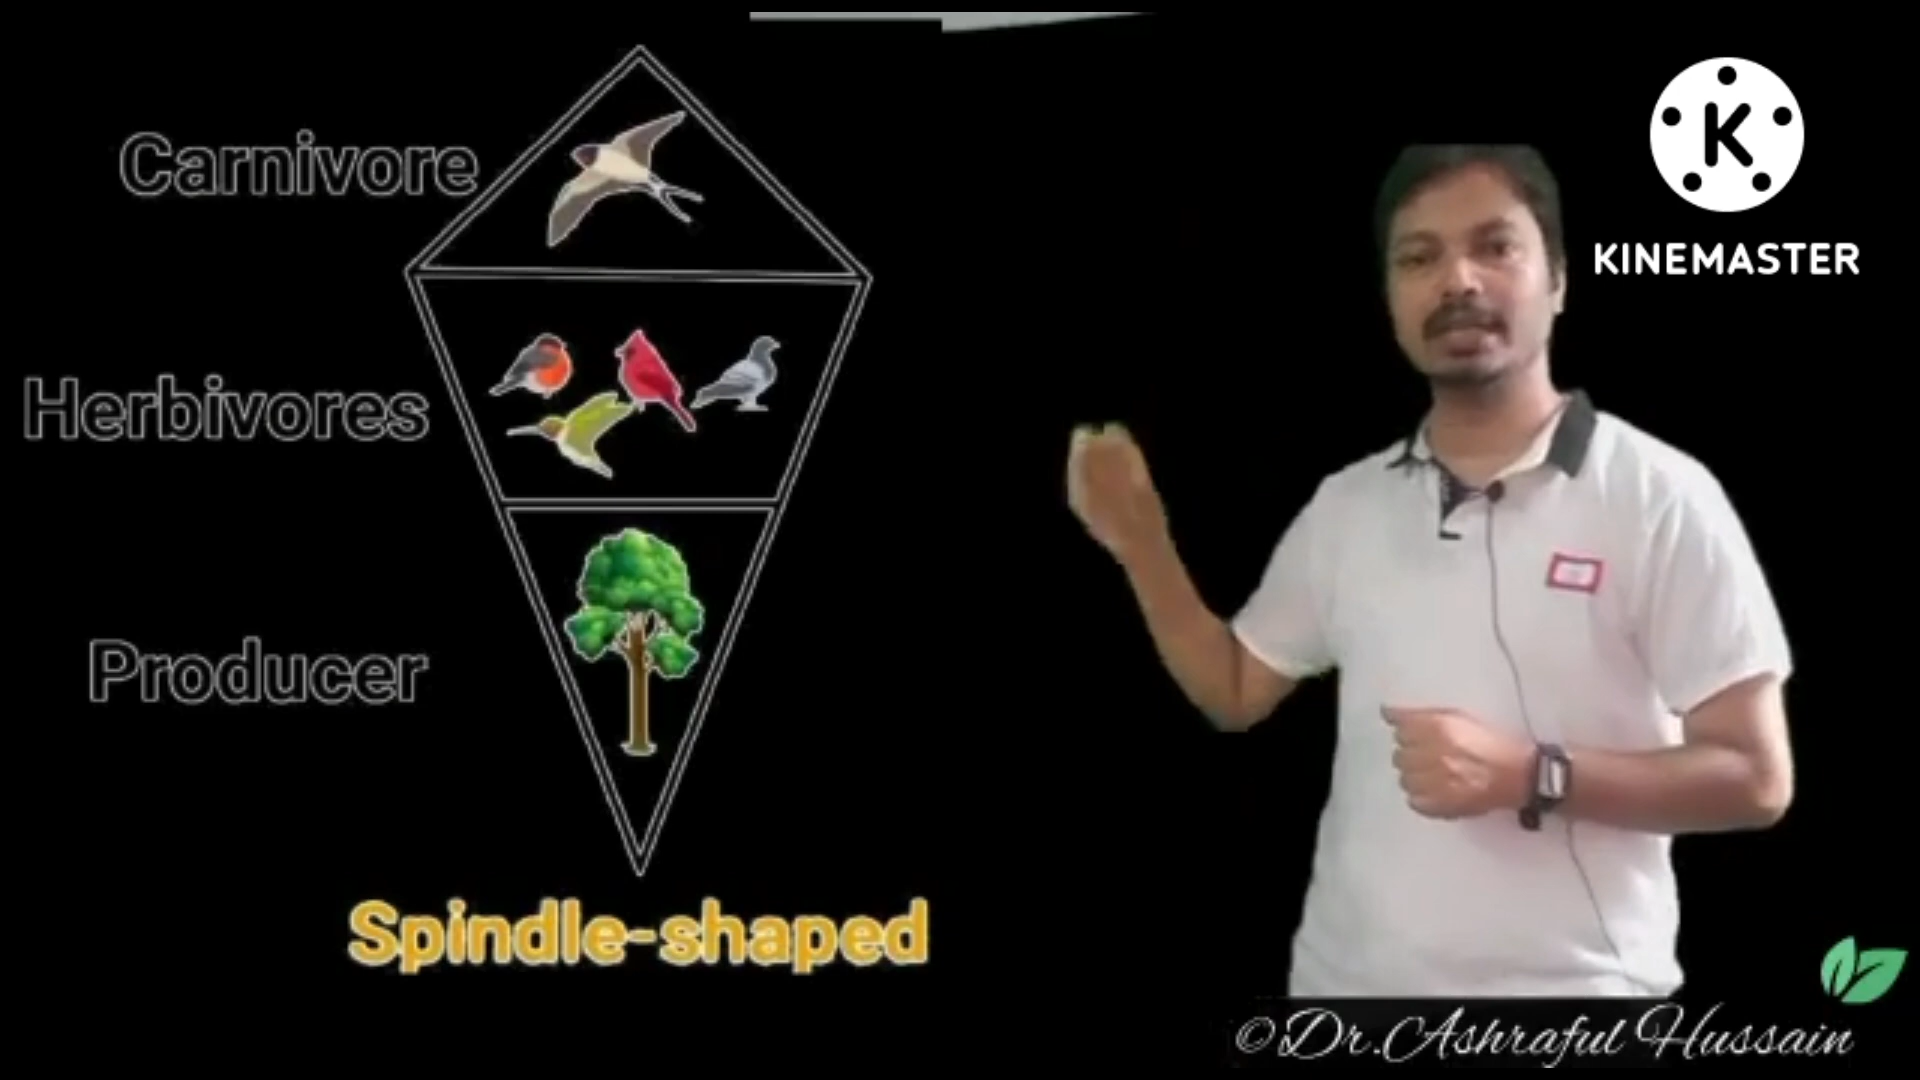 Carnivore
K
KINEMASTER
Herbivores
Producer
Spindle-shaped
©Dr.Ashraful Hussain